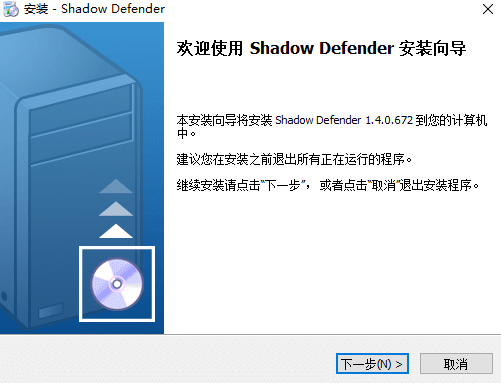 安装 - Shadow Defender
欢迎使用 Shadow Defender 安装向导
本安装向导将安装 Shadow Defender 1.4.0.672 到您的计算机
中。
建议您在安装之前退出所有正在运行的程序。
继续安装请点击“下一步”，或者点击“取消”退出安装程序。
下一步(N) >
取消